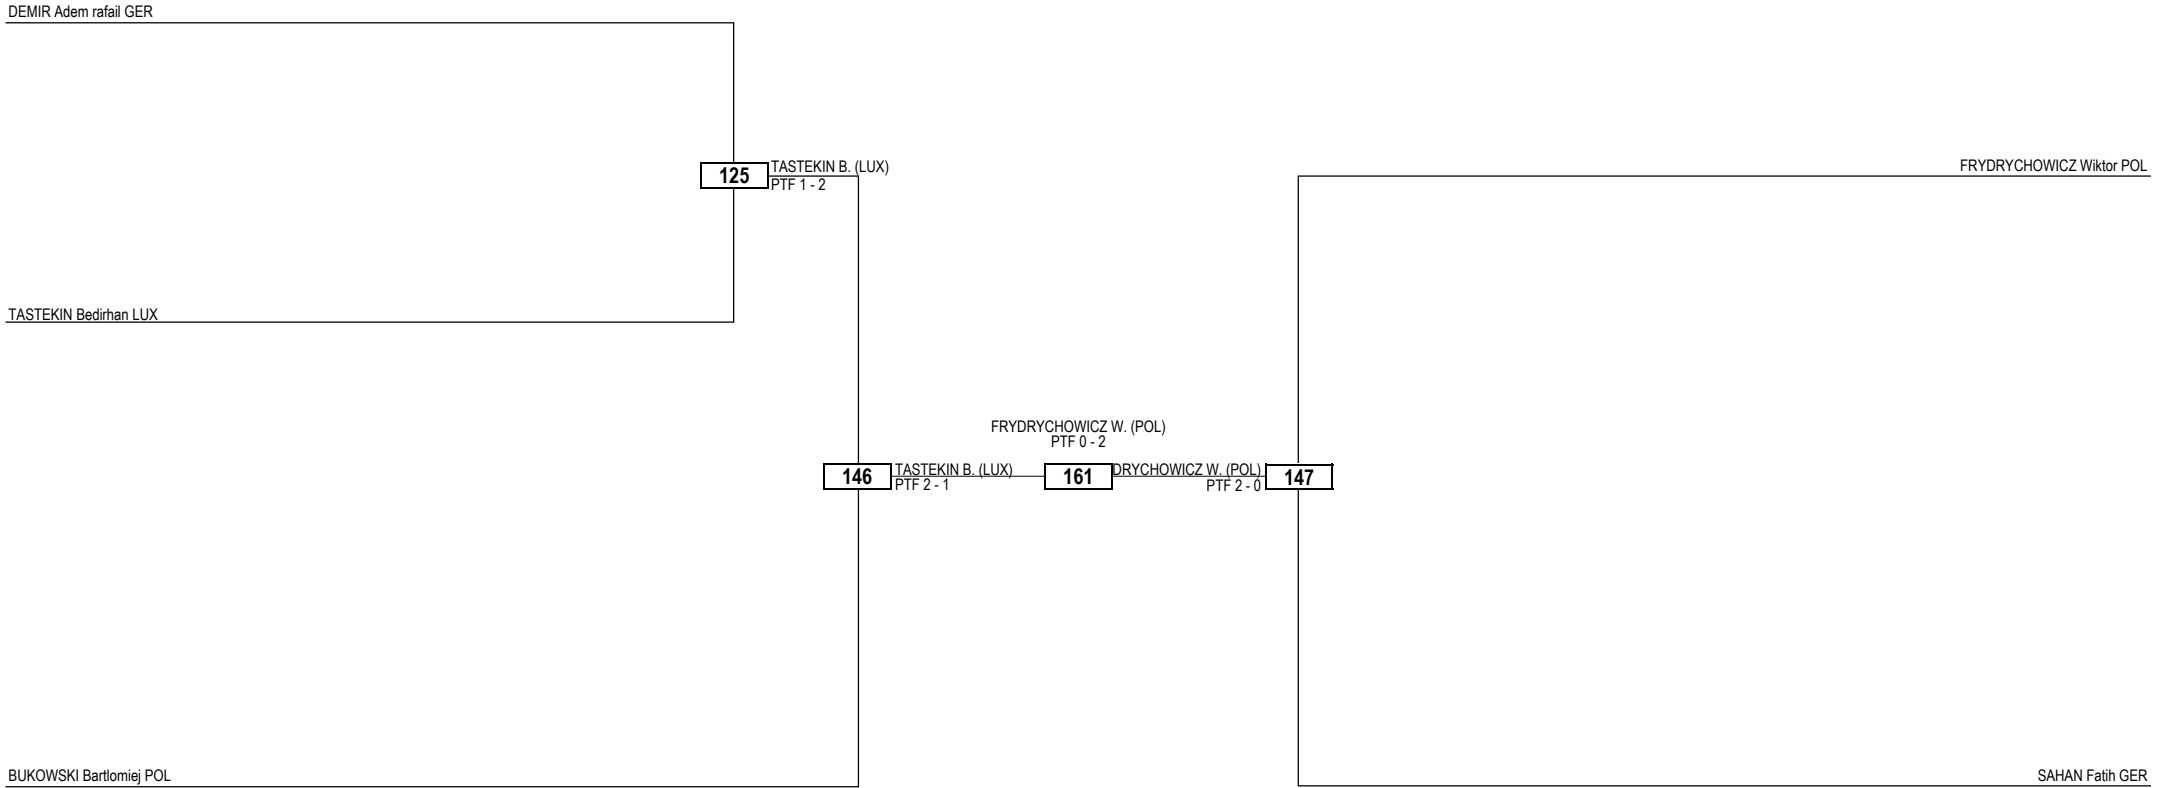 DEMIR Adem rafail GER
TASTEKIN B. (LUX)
125
PTF 1 - 2
FRYDRYCHOWICZ Wiktor POL
TASTEKIN Bedirhan LUX
FRYDRYCHOWICZ W. (POL)
PTF 0 - 2
146
TASTEKIN B. (LUX)
PTF 2 - 1
161
DRYCHOWICZ W. (POL)
PTF 2 - 0
147
BUKOWSKI Bartlomiej POL
SAHAN Fatih GER